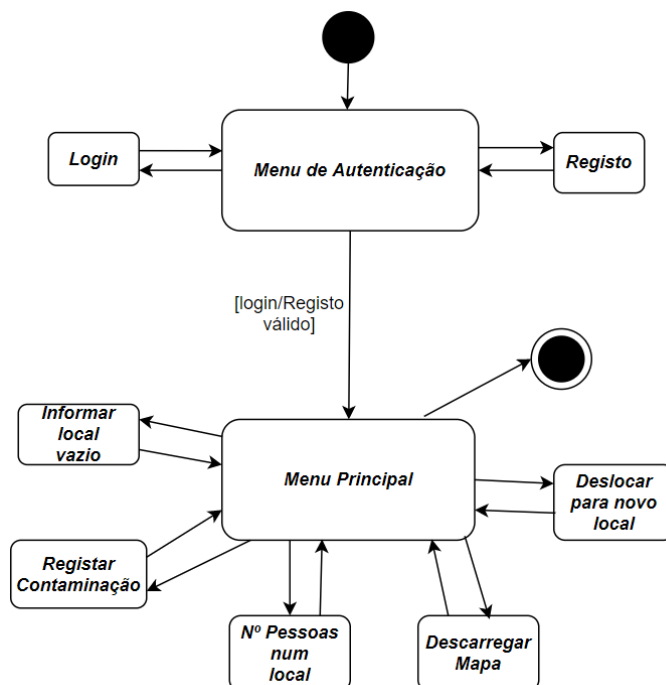 Login
Menu de Autenticação
Registo
[login/Registo
válido]
Informar
local
vazio
Menu Principal
Deslocar
para novo
local
Registar
Contaminação
Nº Pessoas
num
local
Descarregar
Mapa